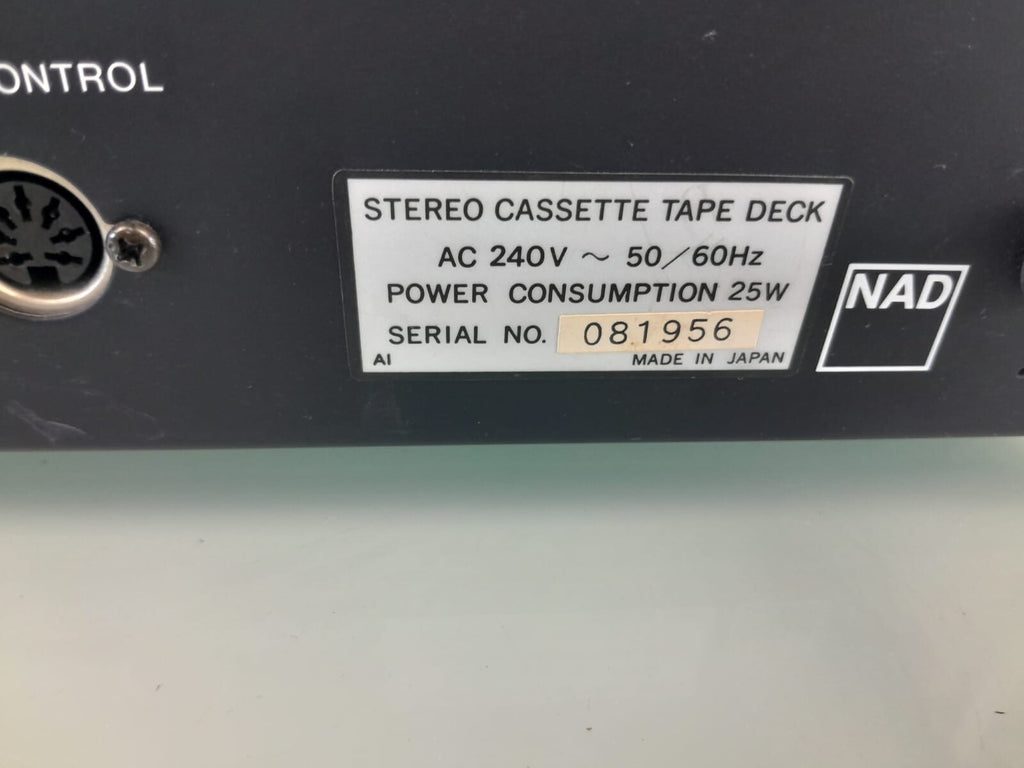 ONTROL
STEREO CASSETTE TAPE DECK
AC 240V ~ 50/60Hz
POWER CONSUMPTION 25W
SERIAL NO. 081956
AI MADE IN JAPAN
NAD